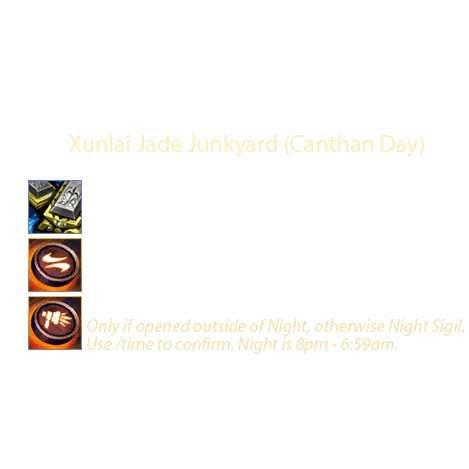 Xunlai Jade Junkyard (Canthan Day)
Only if opened outside of Night, otherwise Night Sigil.
Use /time to confirm. Night is 8pm - 6:59am.